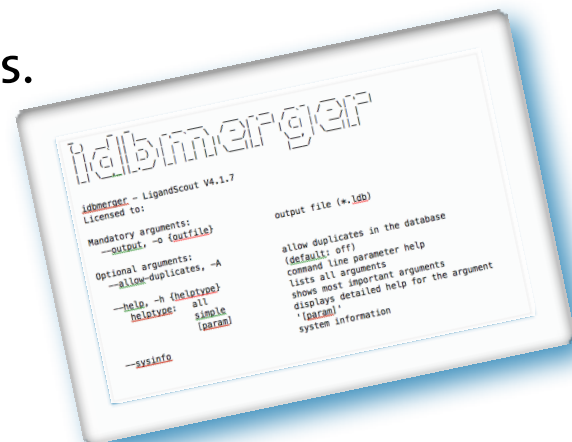 s.
idbmerger
idbmerger – LigandScout V4.1.7
Licensed to:
Mandatory arguments:
—output, –o {outfile} output file (*.ldb)
Optional arguments:
—allow–duplicates, –A allow duplicates in the database
(default: off)
—help, –h {helptype} command line parameter help
helptype: all lists all arguments
simple shows most important arguments
[param] displays detailed help for the argument
'[param]'
—sysinfo system information